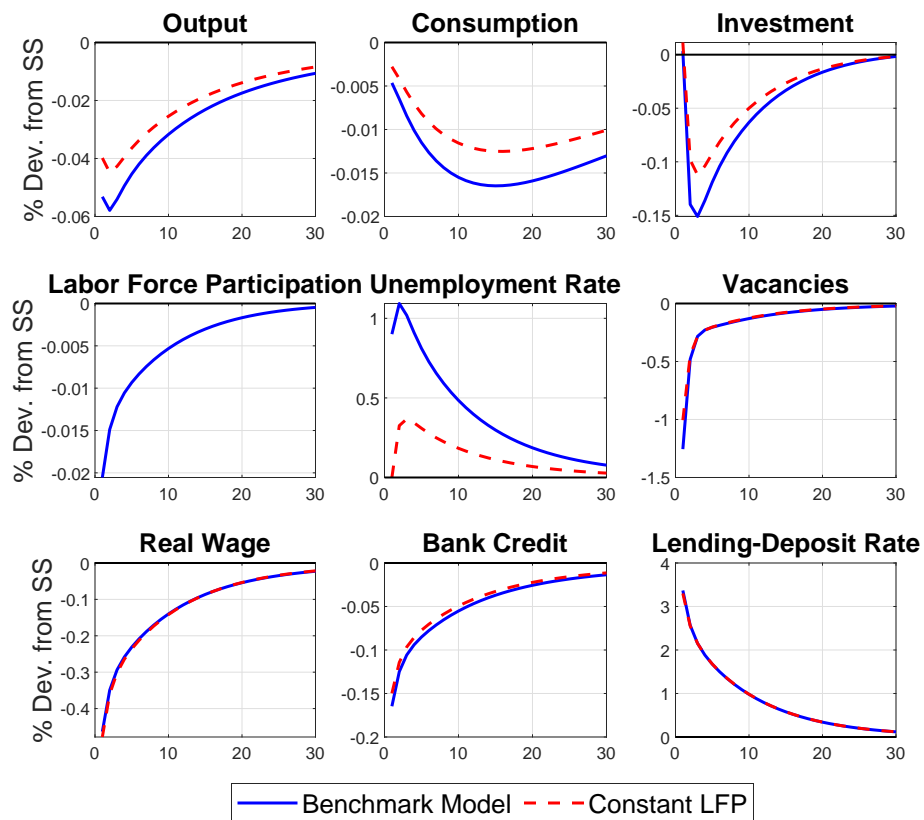 Output Consumption Investment
% Dev. from SS
0
-0.02
-0.04
-0.06
0 10 20 30
0
-0.005
-0.01
-0.015
-0.02
0 10 20 30
0
-0.05
-0.1
-0.15
0 10 20 30
Labor Force Participation Unemployment Rate Vacancies
% Dev. from SS
0
-0.005
-0.01
-0.015
-0.02
0 10 20 30
1
0.5
0
0 10 20 30
0
-0.5
-1
-1.5
0 10 20 30
Real Wage Bank Credit Lending-Deposit Rate
% Dev. from SS
0
-0.1
-0.2
-0.3
-0.4
0 10 20 30
0
-0.05
-0.1
-0.15
-0.2
0 10 20 30
4
3
2
1
0
0 10 20 30
Benchmark Model Constant LFP